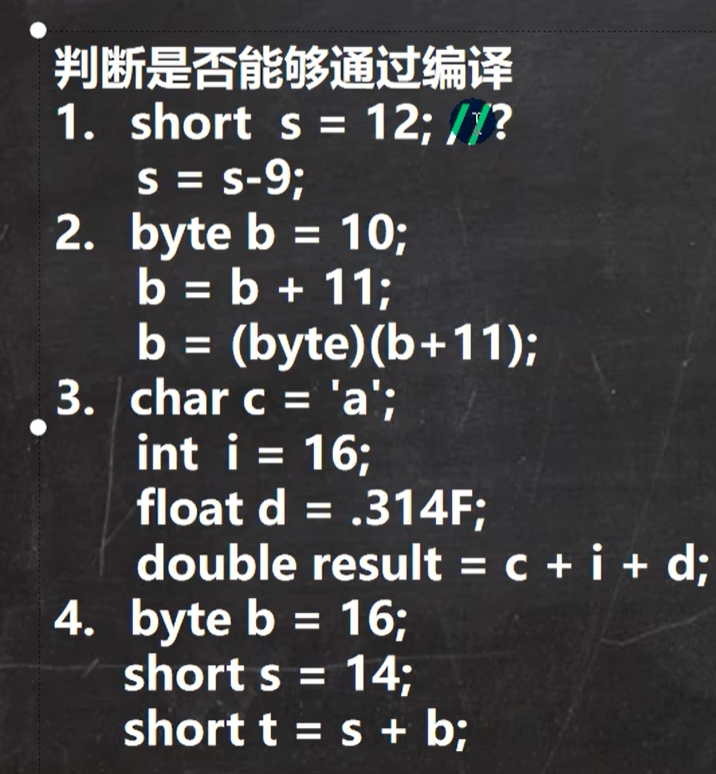 判断是否能够通过编译
1. short s = 12; //?
s = s-9;
2. byte b = 10;
b = b + 11;
b = (byte)(b+11);
3. char c = 'a';
int i = 16;
float d = .314F;
double result = c + i + d;
4. byte b = 16;
short s = 14;
short t = s + b;